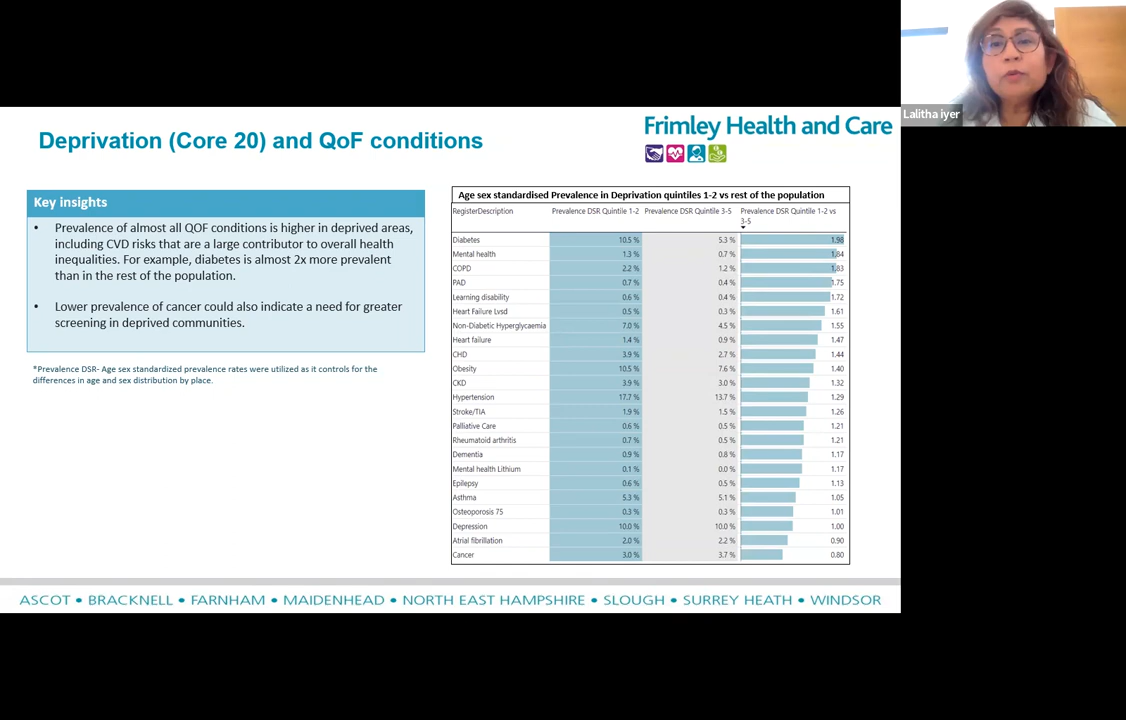 Lalitha iyer
Deprivation (Core 20) and QoF conditions
Frimley Health and Care
Key insights
• Prevalence of almost all QOF conditions is higher in deprived areas,
including CVD risks that are a large contributor to overall health
inequalities. For example, diabetes is almost 2x more prevalent
than in the rest of the population.
• Lower prevalence of cancer could also indicate a need for greater
screening in deprived communities.
*Prevalence DSR- Age sex standardized prevalence rates were utilized as it controls for the
differences in age and sex distribution by place.
Age sex standardised Prevalence in Deprivation quintiles 1-2 vs rest of the population
RegisterDescription Prevalence DSR Quintile 1-2 Prevalence DSR Quintile 3-5 Prevalence DSR Quintile 1-2 vs
3-5
Diabetes 10.5 % 5.3 % 1.98
Mental health 1.3 % 0.7 % 1.84
COPD 2.2 % 1.2 % 1.83
PAD 0.7 % 0.4 % 1.75
Learning disability 0.6 % 0.4 % 1.72
Heart Failure Lvsd 0.5 % 0.3 % 1.61
Non-Diabetic Hyperglycaemia 7.0 % 4.5 % 1.55
Heart failure 1.4 % 0.9 % 1.47
CHD 3.9 % 2.7 % 1.44
Obesity 10.5 % 7.6 % 1.40
CKD 3.9 % 3.0 % 1.32
Hypertension 17.7 % 13.7 % 1.29
Stroke/TIA 1.9 % 1.5 % 1.26
Palliative Care 0.6 % 0.5 % 1.21
Rheumatoid arthritis 0.7 % 0.5 % 1.21
Dementia 0.9 % 0.8 % 1.17
Mental health Lithium 0.1 % 0.0 % 1.17
Epilepsy 0.6 % 0.5 % 1.13
Asthma 5.3 % 5.1 % 1.05
Osteoporosis 75 0.3 % 0.3 % 1.01
Depression 10.0 % 10.0 % 1.00
Atrial fibrillation 2.0 % 2.2 % 0.90
Cancer 3.0 % 3.7 % 0.80
ASCOT • BRACKNELL • FARNHAM • MAIDENHEAD • NORTH EAST HAMPSHIRE • SLOUGH • SURREY HEATH • WINDSOR